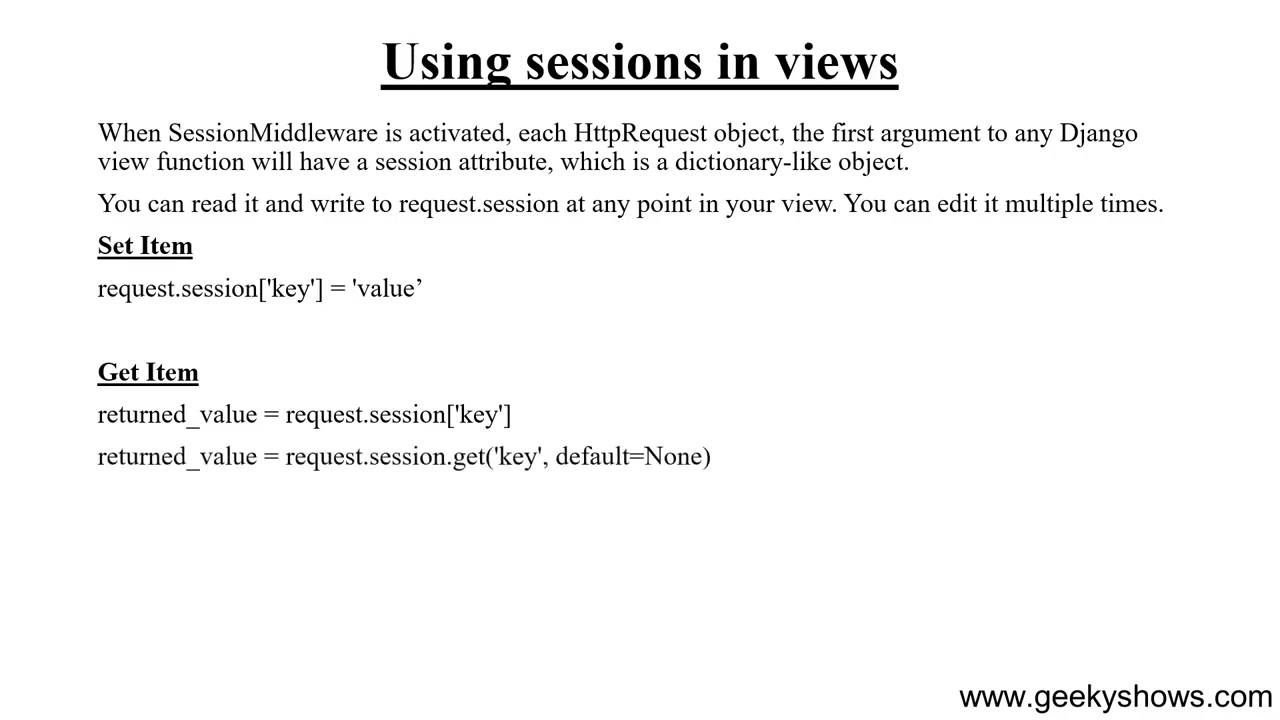 Using sessions in views
When SessionMiddleware is activated, each HttpRequest object, the first argument to any Django
view function will have a session attribute, which is a dictionary-like object.
You can read it and write to request.session at any point in your view. You can edit it multiple times.
Set Item
request.session['key'] = 'value’
Get Item
returned_value = request.session['key']
returned_value = request.session.get('key', default=None)
www.geekyshows.com